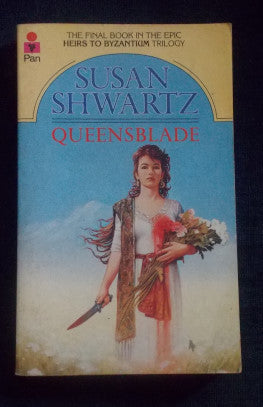 THE FINAL BOOK IN THE EPIC
HEIRS TO BYZANTIUM TRILOGY
Pan
SUSAN
SHWARTZ
QUEENSBLADE